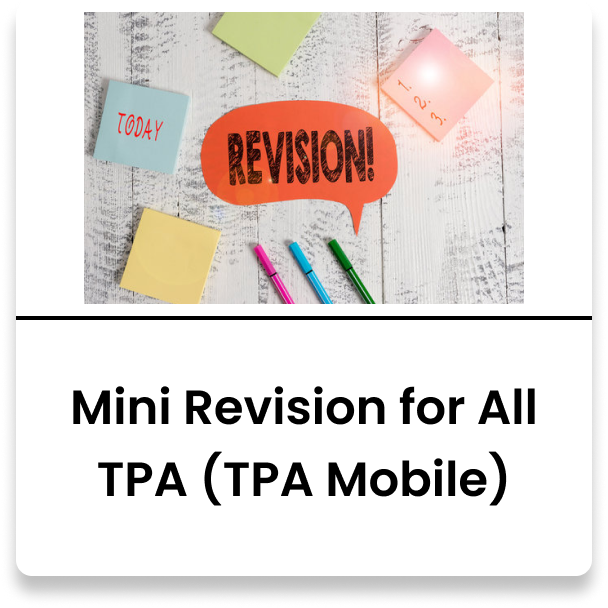 TODAY
REVISION!
1.
2.
3.
Mini Revision for All
TPA (TPA Mobile)